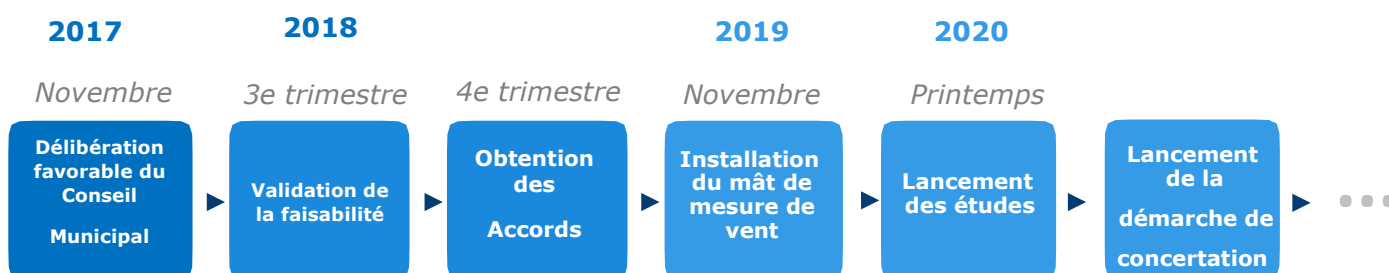 2017
2018
2019
2020
Novembre
3e trimestre
4e trimestre
Novembre
Printemps
Délibération
favorable du
Conseil
Municipal
Validation de
la faisabilité
Obtention
des
Accords
Installation
du mât de
mesure de
vent
Lancement
des études
Lancement
de la
démarche de
concertation